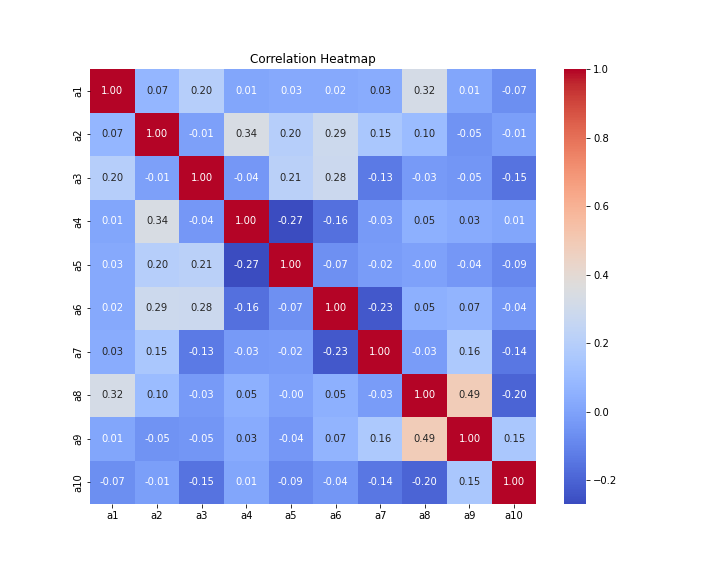 Correlation Heatmap
a1 1.00 0.07 0.20 0.01 0.03 0.02 0.03 0.32 0.01 -0.07
a2 0.07 1.00 -0.01 0.34 0.20 0.29 0.15 0.10 -0.05 -0.01
a3 0.20 -0.01 1.00 -0.04 0.21 0.28 -0.13 -0.03 -0.05 -0.15
a4 0.01 0.34 -0.04 1.00 -0.27 -0.16 -0.03 0.05 0.03 0.01
a5 0.03 0.20 0.21 -0.27 1.00 -0.07 -0.02 -0.00 -0.04 -0.09
a6 0.02 0.29 0.28 -0.16 -0.07 1.00 -0.23 0.05 0.07 -0.04
a7 0.03 0.15 -0.13 -0.03 -0.02 -0.23 1.00 -0.03 0.16 -0.14
a8 0.32 0.10 -0.03 0.05 -0.00 0.05 -0.03 1.00 0.49 -0.20
a9 0.01 -0.05 -0.05 0.03 -0.04 0.07 0.16 0.49 1.00 0.15
a10 -0.07 -0.01 -0.15 0.01 -0.09 -0.04 -0.14 -0.20 0.15 1.00
a1 a2 a3 a4 a5 a6 a7 a8 a9 a10
1.0
0.8
0.6
0.4
0.2
0.0
−0.2